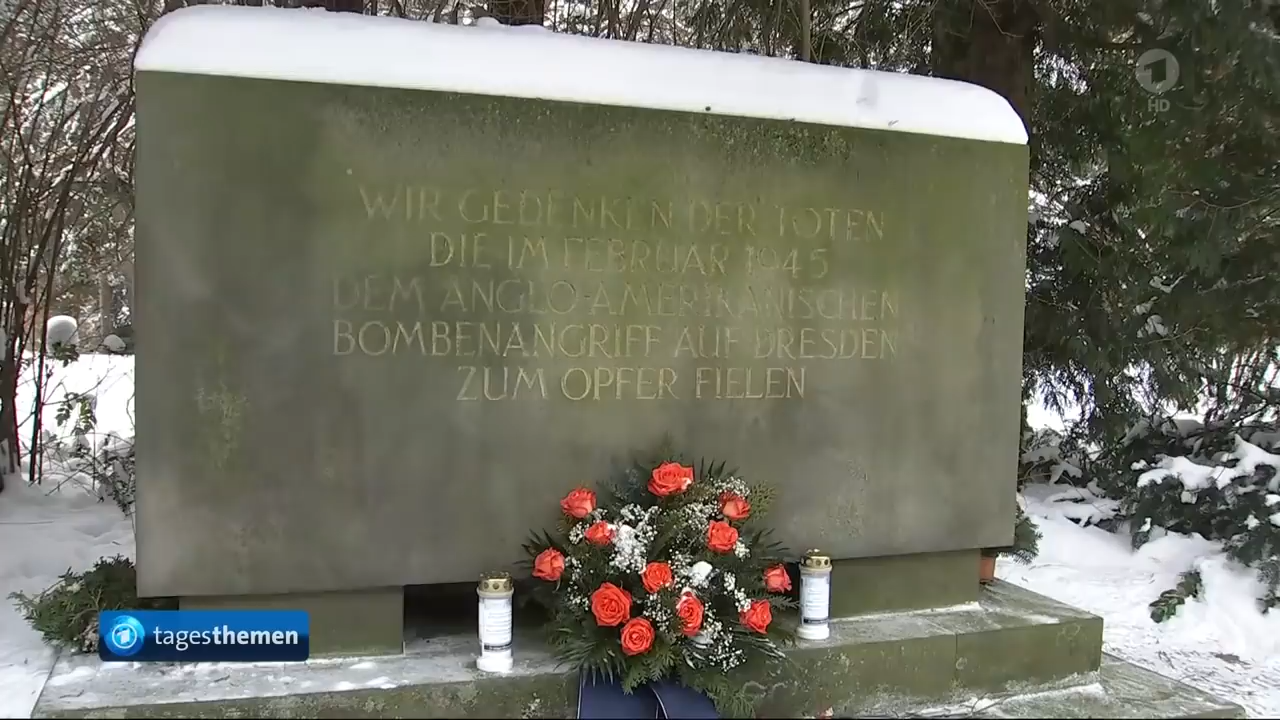 1
HD
WIR GEDENKEN DER TOTEN
DIE IM FEBRUAR 1945
DEM ANGLO-AMERIKANISCHEN
BOMBENANGRIFF AUF DRESDEN
ZUM OPFER FIELEN
tagesthemen